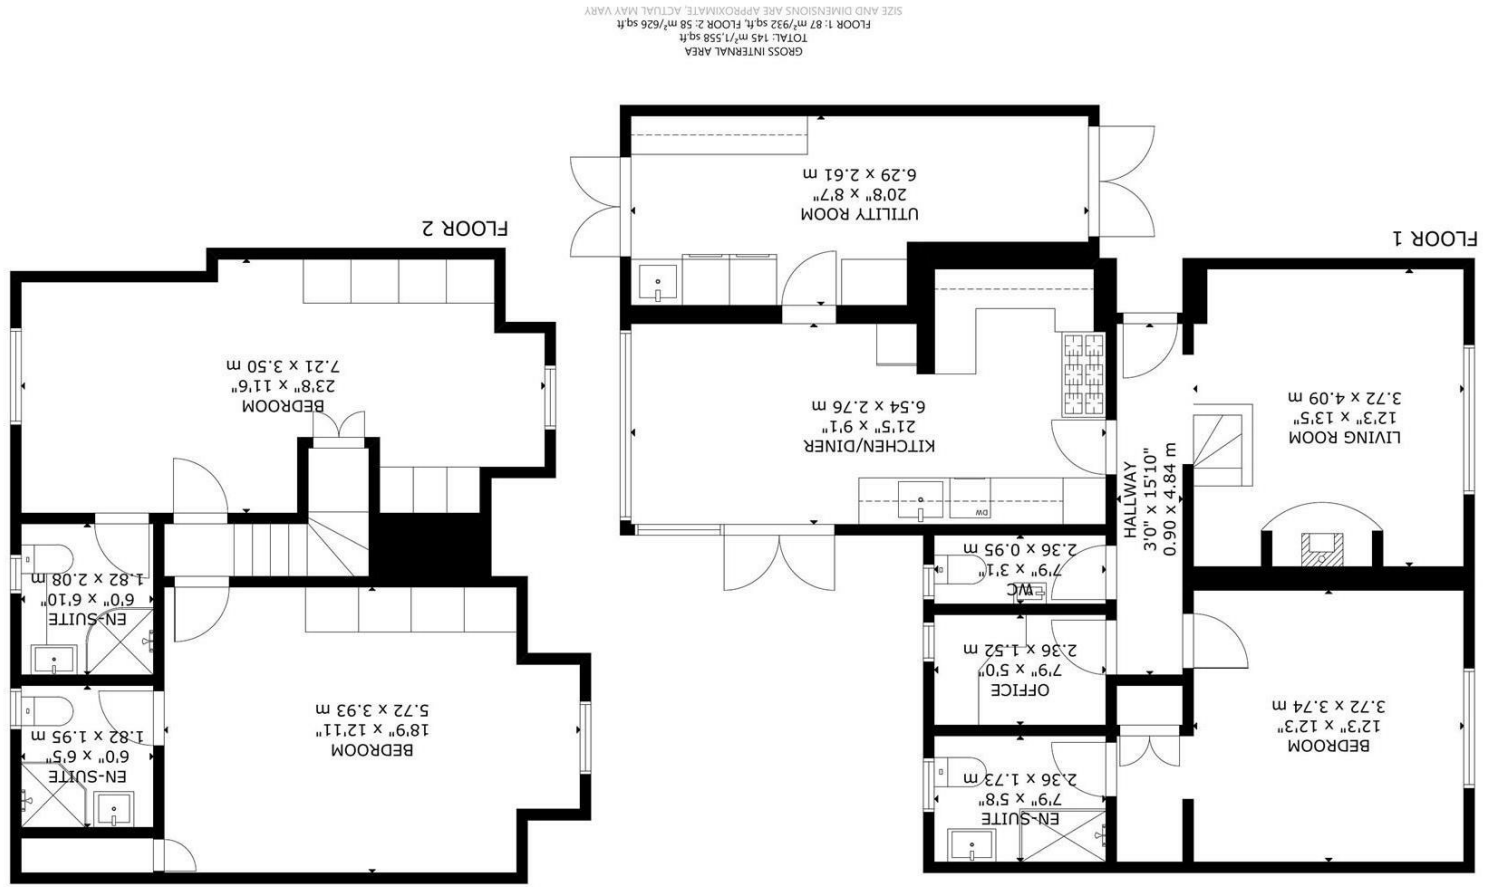 FLOOR 1
LIVING ROOM
12'3" x 13'5
3.72 x 4.09 m
HALLWAY
3'0" x 15'10"
0.90 x 4.84 m
BEDROOM
12'3" x 12'3"
3.72 x 3.74 m
EN-SUITE
7'9" x 5'8
2.36 x 1.73 m
OFFICE
7'9" x 5'0"
2.36 x 1.52 m
WC
7'9" x 3'1"
2.36 x 0.95 m
DW
KITCHEN/DINER
21'5" x 9'1"
6.54 x 2.76 m
UTILITY ROOM
20'8" x 8'7"
6.29 x 2.61 m
FLOOR 2
BEDROOM
18'9" x 12'11"
5.72 x 3.93 m
EN-SUITE
6'0" x 6'5"
1.82 x 1.95 m
EN-SUITE
6'0" x 6'10"
1.82 x 2.08 m
BEDROOM
23'8" x 11'6"
7.21 x 3.50 m
GROSS INTERNAL AREA
TOTAL: 145 m²/1,558 sq.ft
FLOOR 1: 87 m²/932 sq.ft, FLOOR 2: 58 m²/626 sq.ft
SIZE AND DIMENSIONS ARE APPROXIMATE, ACTUAL MAY VARY